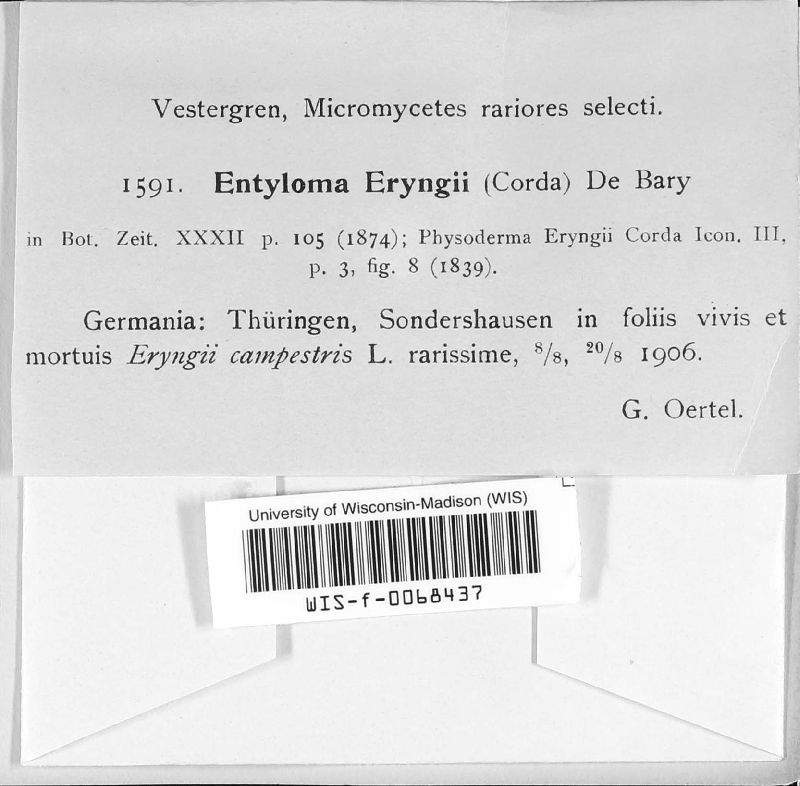 Vestergren, Micromycetes rariores selecti.
1591. Entyloma Eryngii (Corda) De Bary
in Bot. Zeit. XXXII p. 105 (1874); Physoderma Eryngii Corda Icon. III,
p. 3, fig. 8 (1839).
Germania: Thüringen, Sondershausen in foliis vivis et
mortuis Eryngii campestris L. rarissime, 8/8, 20/8 1906.
G. Oertel.
University of Wisconsin-Madison (WIS)
WIS-f-0068437